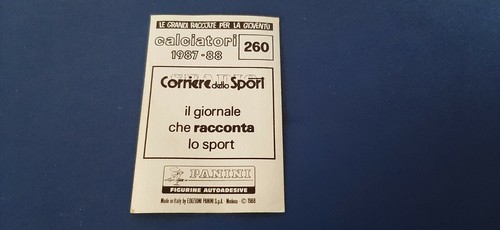 LE GRANDI RACCOLTE PER LA GIOVENTÙ
calciatori
1987-88
260
Corriere dello Sport
il giornale
che racconta
lo sport
PANINI
FIGURINE AUTOADESIVE
Made in Italy by EDIZIONI PANINI S.p.A. - Modena - © 1988